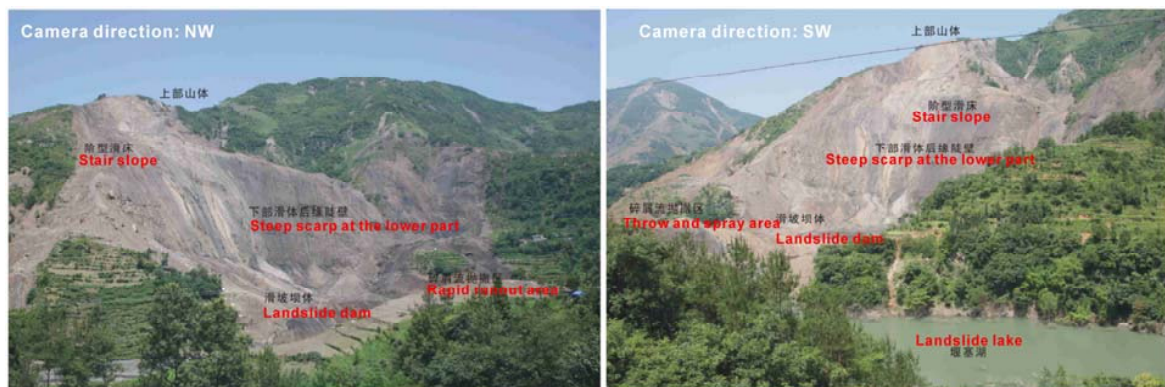 Camera direction: NW
上部山体
阶型滑床
Stair slope
下部滑体后缘陡壁
Steep scarp at the lower part
Rapid runout area
滑坡坝体
Landslide dam
Camera direction: SW
上部山体
阶型滑床
Stair slope
下部滑体后缘陡壁
Steep scarp at the lower part
碎屑流抛洒区
Throw and spray area
滑坡坝体
Landslide dam
Landslide lake
堰塞湖